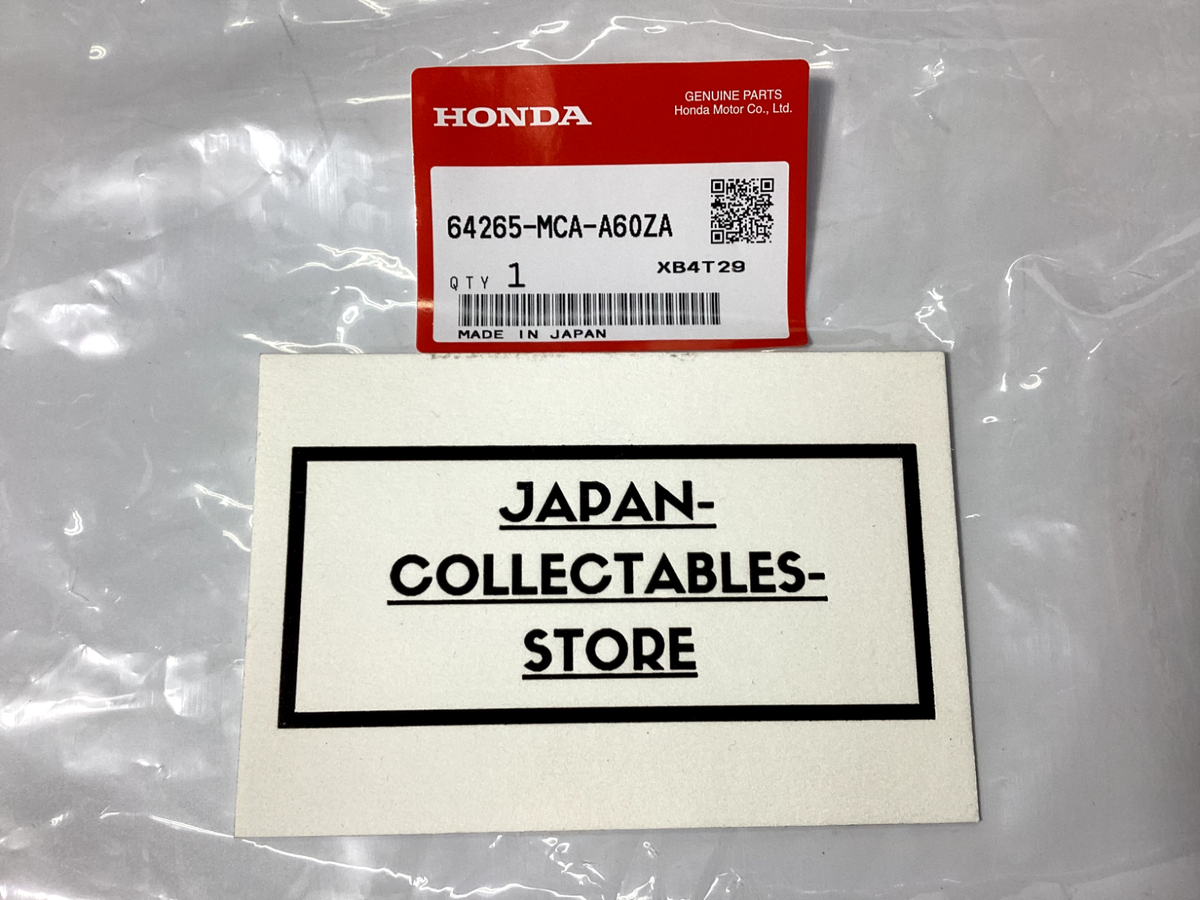 HONDA
GENUINE PARTS
Honda Motor Co., Ltd.
64265-MCA-A60ZA
QTY 1
XB4T29
MADE IN JAPAN
JAPAN-
COLLECTABLES-
STORE